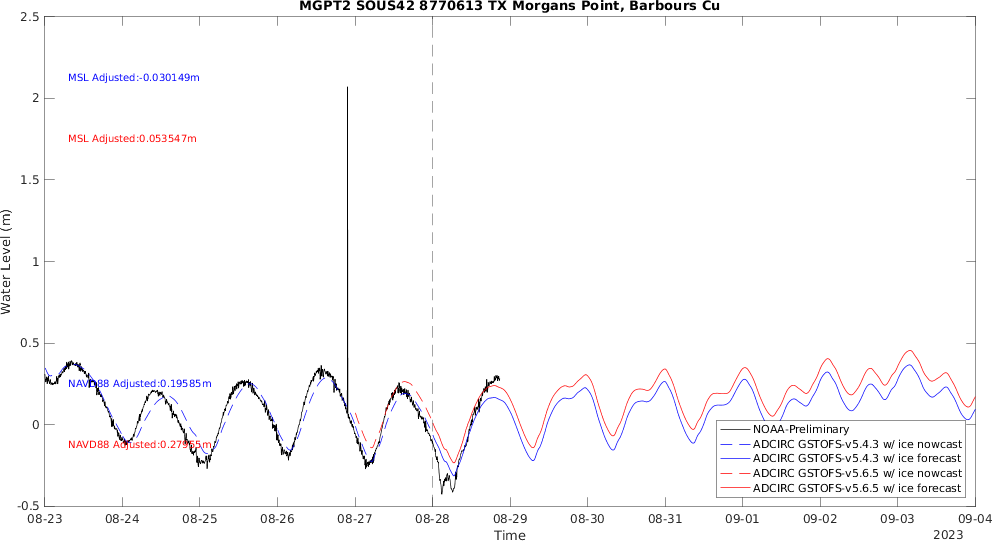 MGPT2 SOUS42 8770613 TX Morgans Point, Barbours Cu
2.5
MSL Adjusted:-0.030149m
2
MSL Adjusted:0.053547m
1.5
Water Level (m)
1
0.5
NAVD88 Adjusted:0.19585m
0
NAVD88 Adjusted:0.27955m
NOAA-Preliminary
ADCIRC GSTOFS-v5.4.3 w/ ice nowcast
ADCIRC GSTOFS-v5.4.3 w/ ice forecast
ADCIRC GSTOFS-v5.6.5 w/ ice nowcast
ADCIRC GSTOFS-v5.6.5 w/ ice forecast
-0.5
08-23 08-24 08-25 08-26 08-27 08-28 08-29 08-30 08-31 09-01 09-02 09-03 09-04
Time
2023